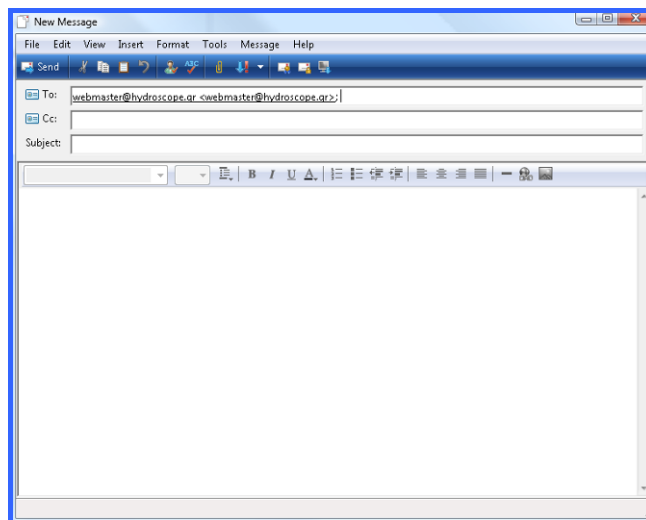 New Message
File Edit View Insert Format Tools Message Help
Send ABC
To: webmaster@hydroscope.gr <webmaster@hydroscope.gr>;
Cc:
Subject:
B I U A